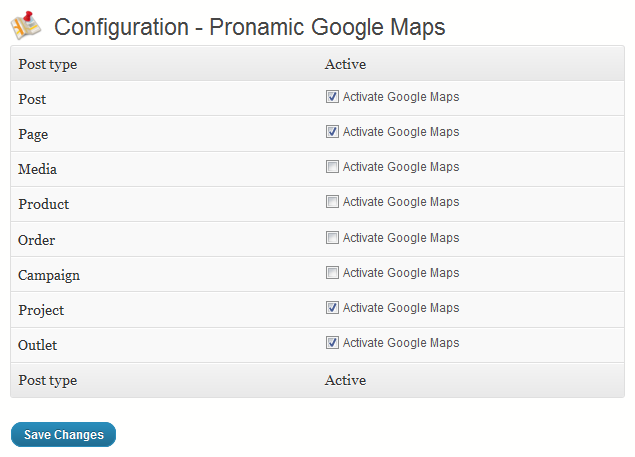 Configuration - Pronamic Google Maps
Post type Active
Post Activate Google Maps
Page Activate Google Maps
Media Activate Google Maps
Product Activate Google Maps
Order Activate Google Maps
Campaign Activate Google Maps
Project Activate Google Maps
Outlet Activate Google Maps
Post type Active
Save Changes